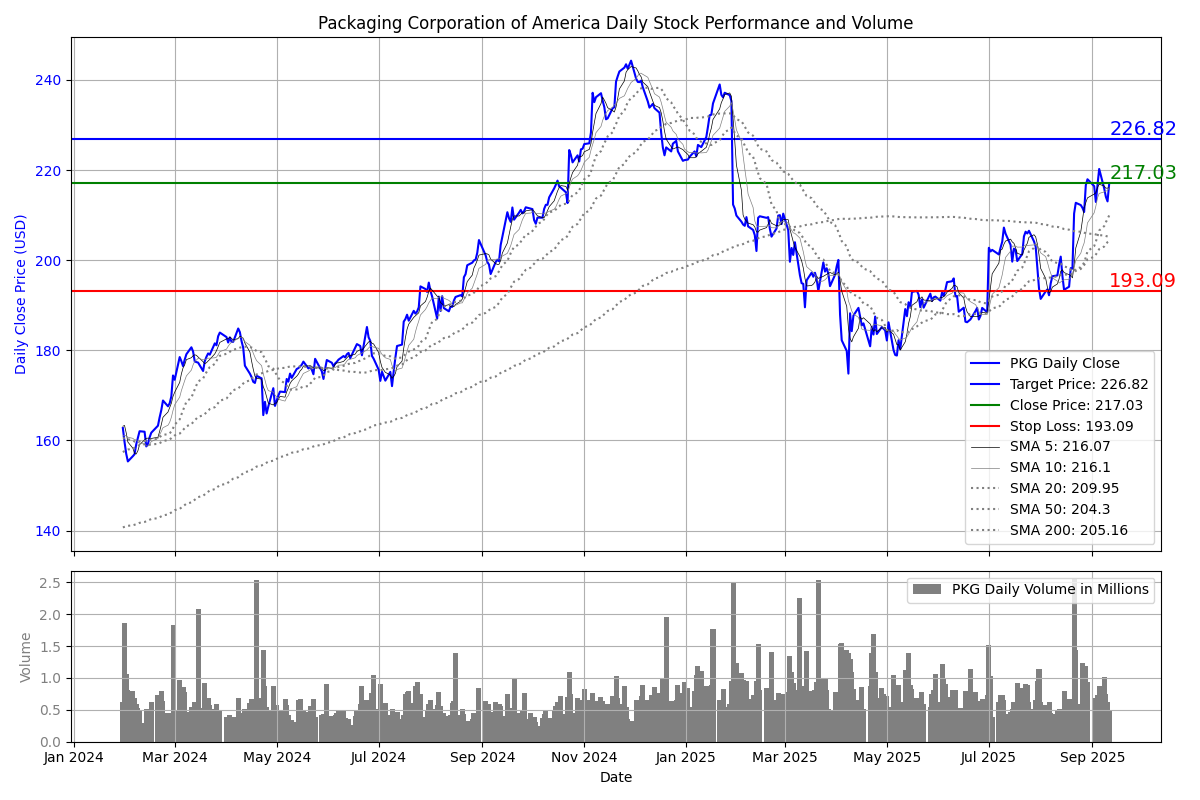 Packaging Corporation of America Daily Stock Performance and Volume
Daily Close Price (USD)
240
220
200
180
160
140
226.82
217.03
193.09
PKG Daily Close
Target Price: 226.82
Close Price: 217.03
Stop Loss: 193.09
SMA 5: 216.07
SMA 10: 216.1
SMA 20: 209.95
SMA 50: 204.3
SMA 200: 205.16
Volume
2.5
2.0
1.5
1.0
0.5
0.0
PKG Daily Volume in Millions
Jan 2024 Mar 2024 May 2024 Jul 2024 Sep 2024 Nov 2024 Jan 2025 Mar 2025 May 2025 Jul 2025 Sep 2025
Date